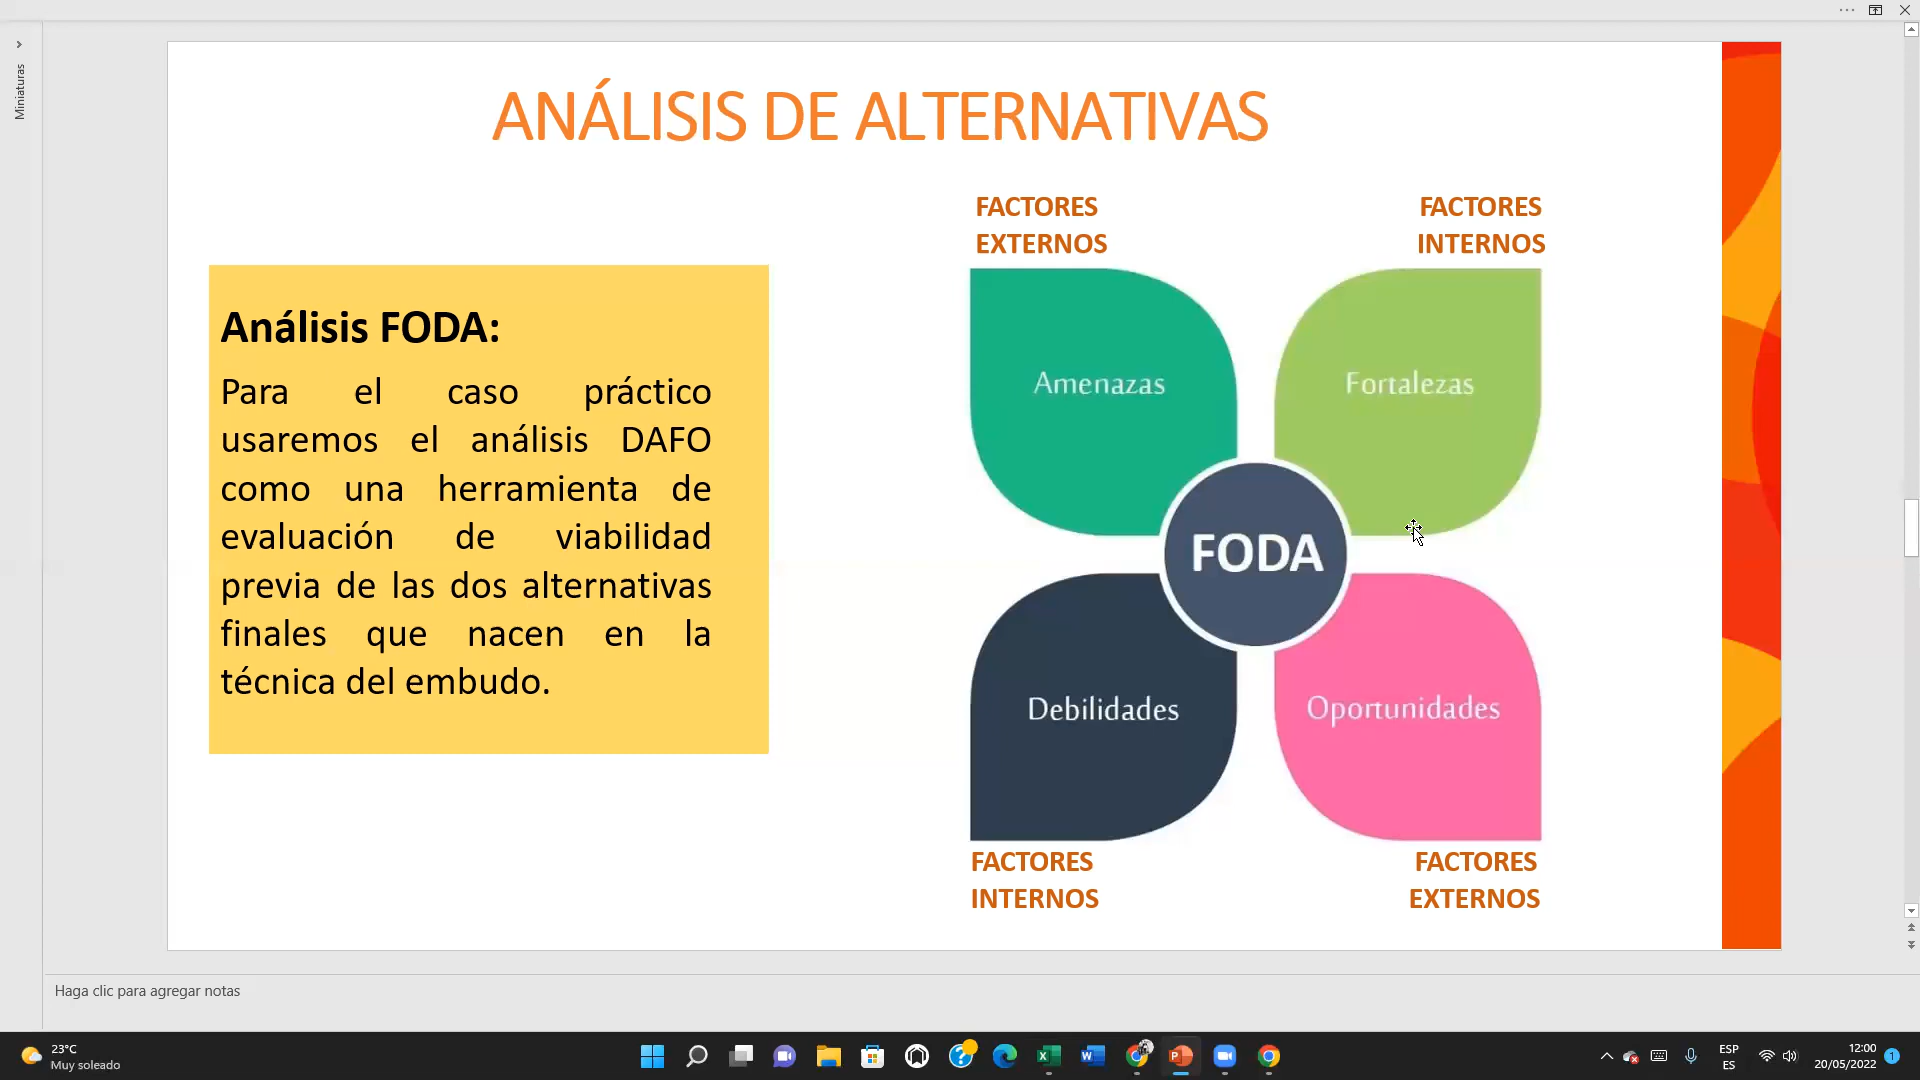 Miniaturas
ANÁLISIS DE ALTERNATIVAS
Análisis FODA:
Para el caso práctico
usaremos el análisis DAFO
como una herramienta de
evaluación de viabilidad
previa de las dos alternativas
finales que nacen en la
técnica del embudo.
FACTORES
EXTERNOS
FACTORES
INTERNOS
Amenazas
Fortalezas
FODA
Debilidades
Oportunidades
FACTORES
INTERNOS
FACTORES
EXTERNOS
Haga clic para agregar notas
23°C
Muy soleado
ESP
ES
12:00
20/05/2022
1